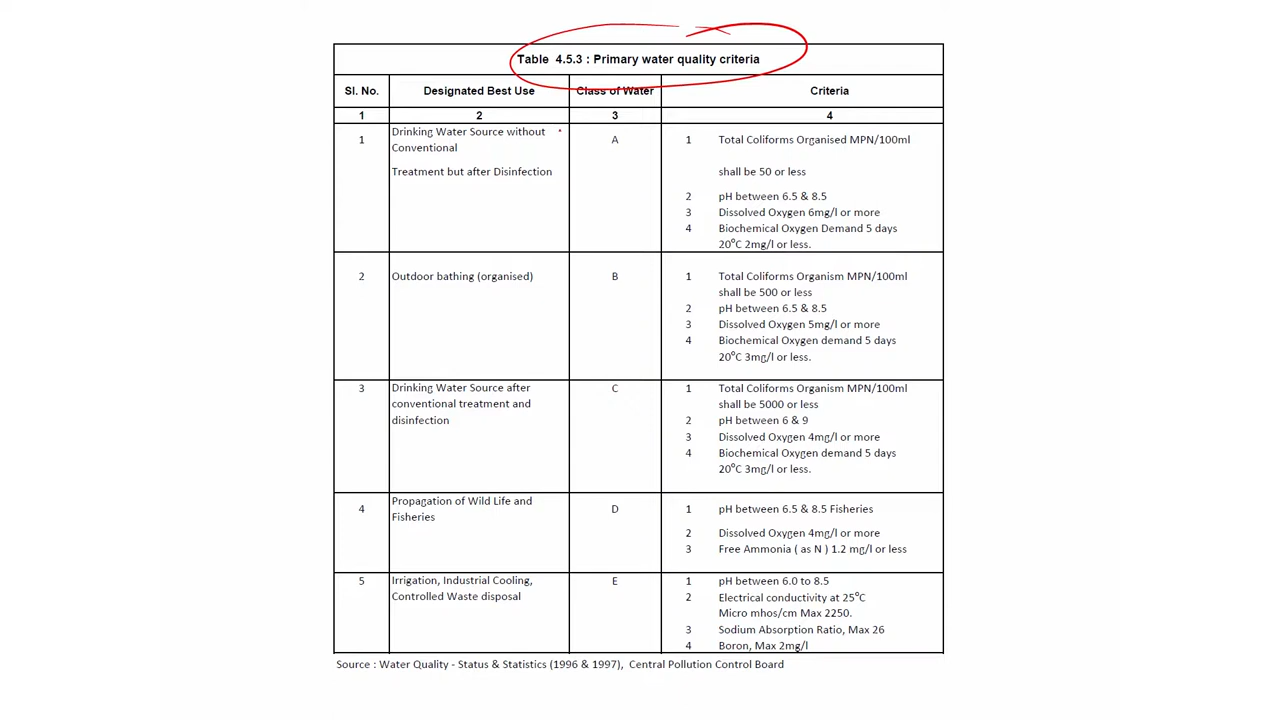 Table 4.5.3 : Primary water quality criteria
Sl. No. Designated Best Use Class of Water Criteria
1 2 3 4
1 Drinking Water Source without Conventional A 1 Total Coliforms Organised MPN/100ml
Treatment but after Disinfection shall be 50 or less
2 pH between 6.5 & 8.5
3 Dissolved Oxygen 6mg/l or more
4 Biochemical Oxygen Demand 5 days
20°C 2mg/l or less.
2 Outdoor bathing (organised) B 1 Total Coliforms Organism MPN/100ml
shall be 500 or less
2 pH between 6.5 & 8.5
3 Dissolved Oxygen 5mg/l or more
4 Biochemical Oxygen demand 5 days
20°C 3mg/l or less.
3 Drinking Water Source after C 1 Total Coliforms Organism MPN/100ml
conventional treatment and shall be 5000 or less
disinfection 2 pH between 6 & 9
3 Dissolved Oxygen 4mg/l or more
4 Biochemical Oxygen demand 5 days
20°C 3mg/l or less.
4 Propagation of Wild Life and Fisheries D 1 pH between 6.5 & 8.5 Fisheries
2 Dissolved Oxygen 4mg/l or more
3 Free Ammonia ( as N ) 1.2 mg/l or less
5 Irrigation, Industrial Cooling, E 1 pH between 6.0 to 8.5
Controlled Waste disposal 2 Electrical conductivity at 25°C
Micro mhos/cm Max 2250.
3 Sodium Absorption Ratio, Max 26
4 Boron, Max 2mg/l
Source : Water Quality - Status & Statistics (1996 & 1997), Central Pollution Control Board